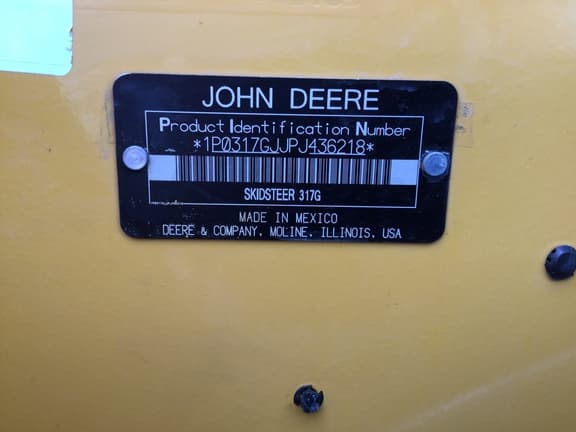 JOHN DEERE
Product Identification Number
*1P0317GJJPJ436218*
SKIDSTEER 317G
MADE IN MEXICO
DEERE & COMPANY, MOLINE, ILLINOIS, USA